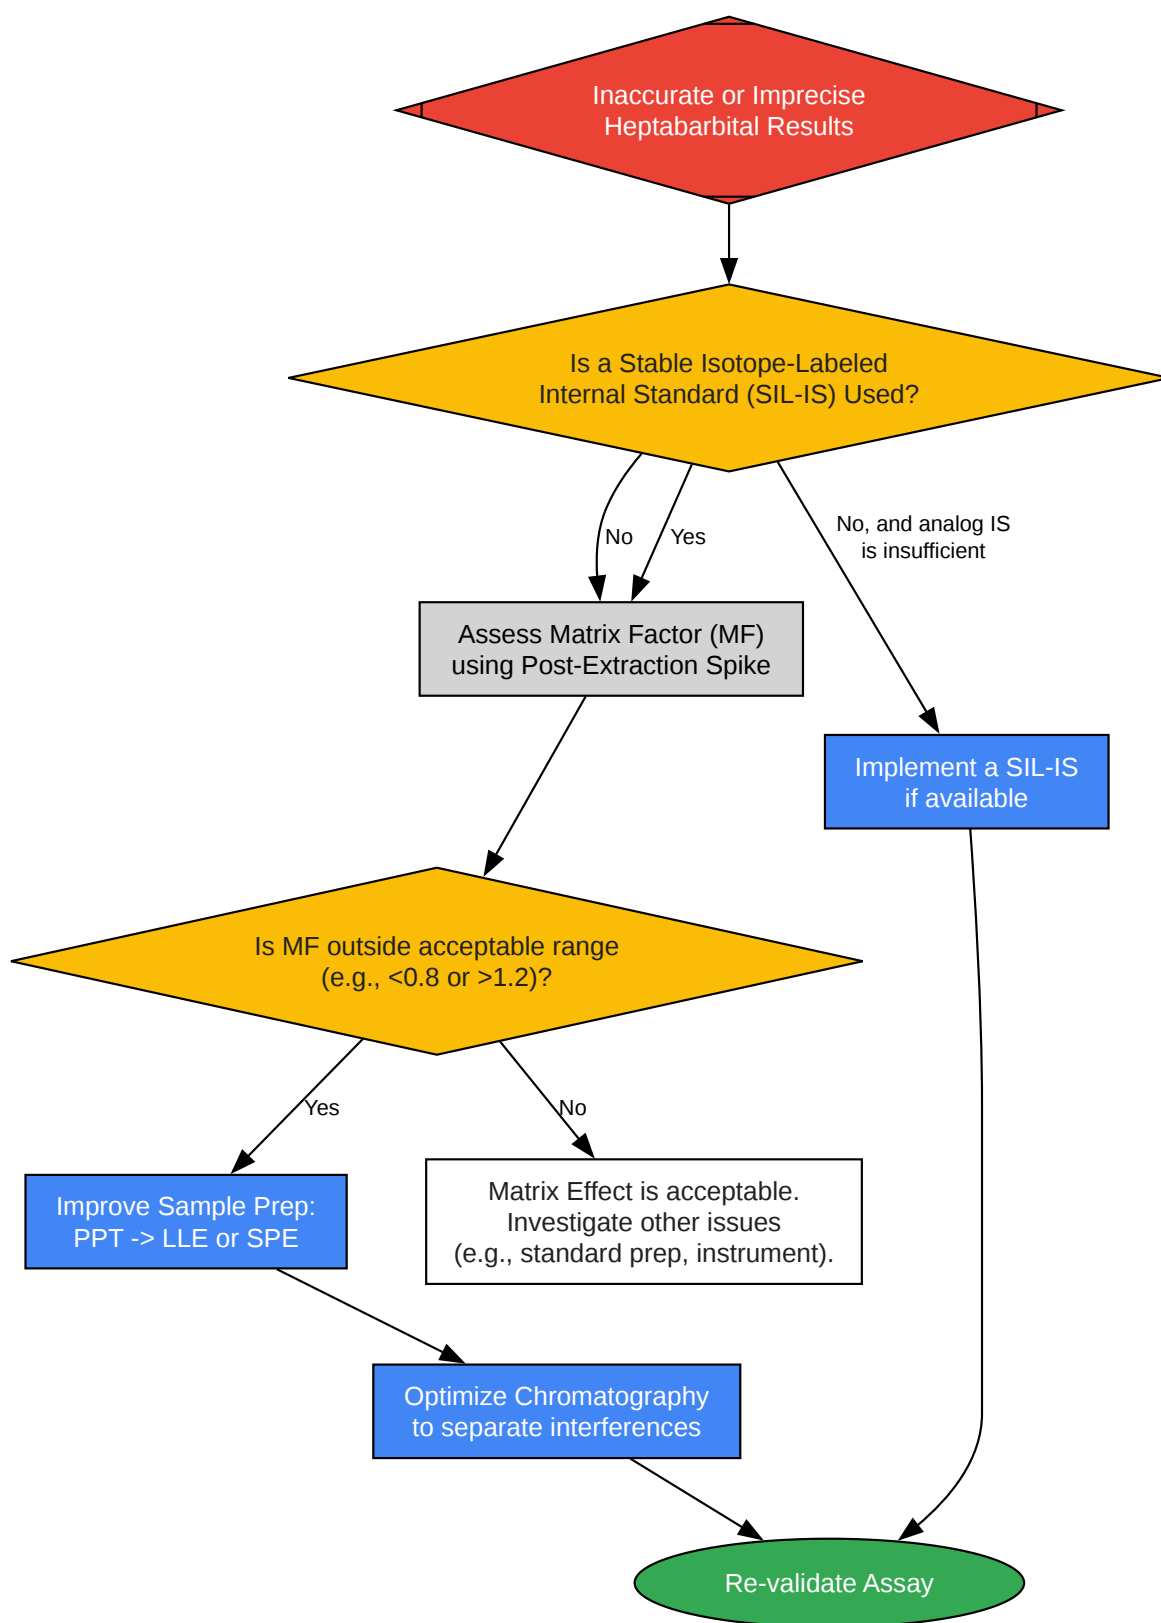 Inaccurate or Imprecise
Heptabarbital Results
Is a Stable Isotope-Labeled
Internal Standard (SIL-IS) Used?
No
Yes
No, and analog IS
is insufficient
Assess Matrix Factor (MF)
using Post-Extraction Spike
Implement a SIL-IS
if available
Is MF outside acceptable range
(e.g., <0.8 or >1.2)?
Yes
No
Improve Sample Prep:
PPT -> LLE or SPE
Matrix Effect is acceptable.
Investigate other issues
(e.g., standard prep, instrument).
Optimize Chromatography
to separate interferences
Re-validate Assay